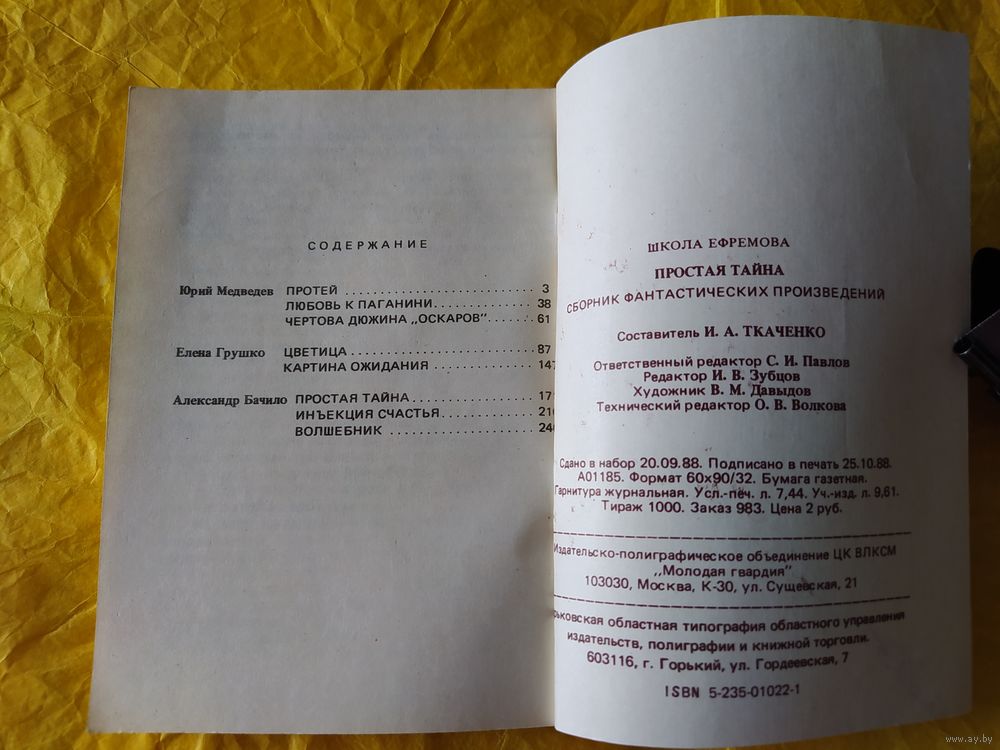 СОДЕРЖАНИЕ
Юрий Медведев ПРОТЕЙ 3
ЛЮБОВЬ К ПАГАНИНИ 38
ЧЕРТОВА ДЮЖИНА „ОСКАРОВ" 61
Елена Грушко ЦВЕТИЦА 87
КАРТИНА ОЖИДАНИЯ 147
Александр Бачило ПРОСТАЯ ТАЙНА
ИНЪЕКЦИЯ СЧАСТЬЯ
ВОЛШЕБНИК
ШКОЛА ЕФРЕМОВА
ПРОСТАЯ ТАЙНА
СБОРНИК ФАНТАСТИЧЕСКИХ ПРОИЗВЕДЕНИЙ
Составитель И. А. ТКАЧЕНКО
Ответственный редактор С. И. Павлов
Редактор И. В. Зубцов
Художник В. М. Давыдов
Технический редактор О. В. Волкова
Сдано в набор 20.09.88. Подписано в печать 25.10.88.
А01185. Формат 60х90/32. Бумага газетная.
Гарнитура журнальная. Усл.-печ. л. 7,44. Уч.-изд. л. 9,61.
Тираж 1000. Заказ 983. Цена 2 руб.
Издательско-полиграфическое объединение ЦК ВЛКСМ
„Молодая гвардия"
103030, Москва, К-30, ул. Сущевская, 21
ьковская областная типография областного управления
издательств, полиграфии и книжной торговли.
603116, г. Горький, ул. Гордеевская, 7
ISBN 5-235-01022-1
www.ay.by